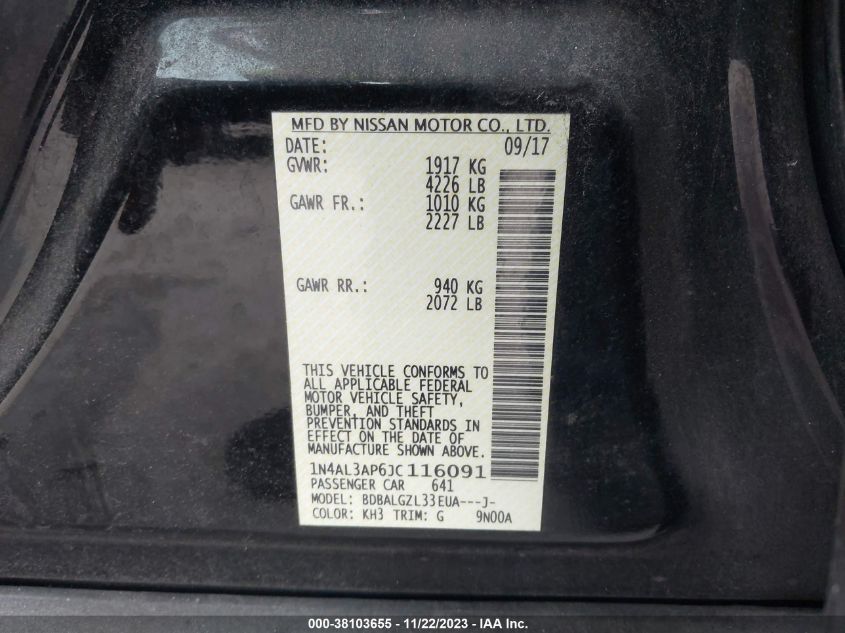 MFD BY NISSAN MOTOR CO., LTD.
DATE: 09/17
GVWR: 1917 KG
4226 LB
GAWR FR.: 1010 KG
2227 LB
GAWR RR.: 940 KG
2072 LB
THIS VEHICLE CONFORMS TO
ALL APPLICABLE FEDERAL
MOTOR VEHICLE SAFETY,
BUMPER, AND THEFT
PREVENTION STANDARDS IN
EFFECT ON THE DATE OF
MANUFACTURE SHOWN ABOVE.
1N4AL3AP6JC116091
PASSENGER CAR 641
MODEL: BDBALGZL33EUA---J-
COLOR: KH3 TRIM: G 9N00A
000-38103655 - 11/22/2023 - IAA Inc.